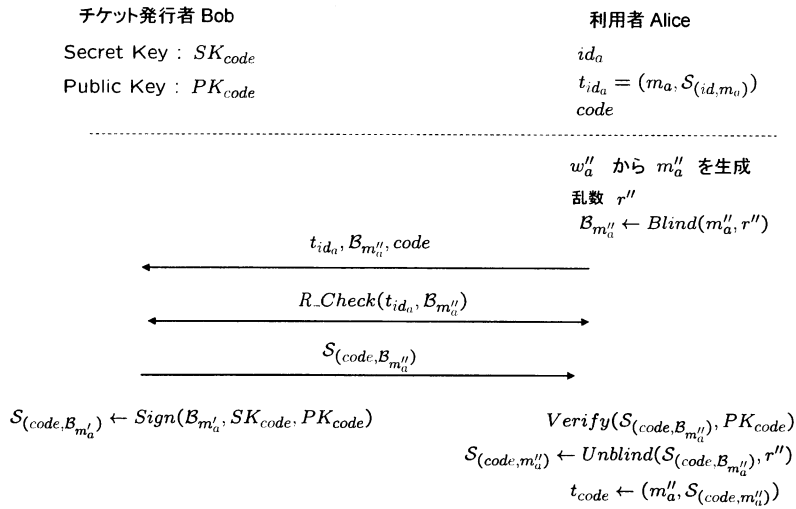 チケット発行者 Bob
Secret Key : SK_code
Public Key : PK_code
利用者 Alice
id_a
t_{id_a} = (m_a, S_{(id,m_a)})
code
w''_a から m''_a を生成
乱数 r''
B_{m''_a} ← Blind(m''_a, r'')
t_{id_a}, B_{m''_a}, code
R_Check(t_{id_a}, B_{m''_a})
S_{(code,B_{m''_a})}
S_{(code,B_{m'_a})} ← Sign(B_{m'_a}, SK_code, PK_code)
Verify(S_{(code,B_{m''_a})}, PK_code)
S_{(code,m''_a)} ← Unblind(S_{(code,B_{m''_a})}, r'')
t_code ← (m''_a, S_{(code,m''_a)})